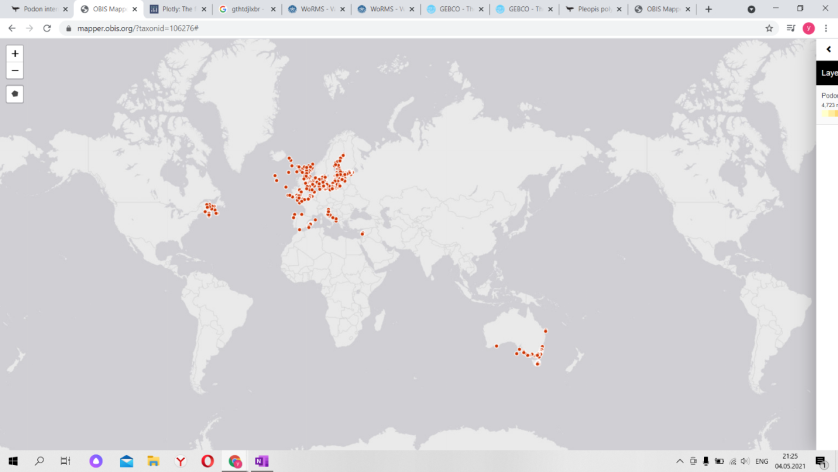 Podon inter
OBIS Mapp
Plotly: The
gthtdjlxbr -
WoRMS - W
WoRMS - W
GEBCO - Th
GEBCO - Th
Pleopis pol
OBIS Mapp
mapper.obis.org/?taxonid=106276#
Laye
Podo
4,723 r
ENG
21:25
04.05.2021